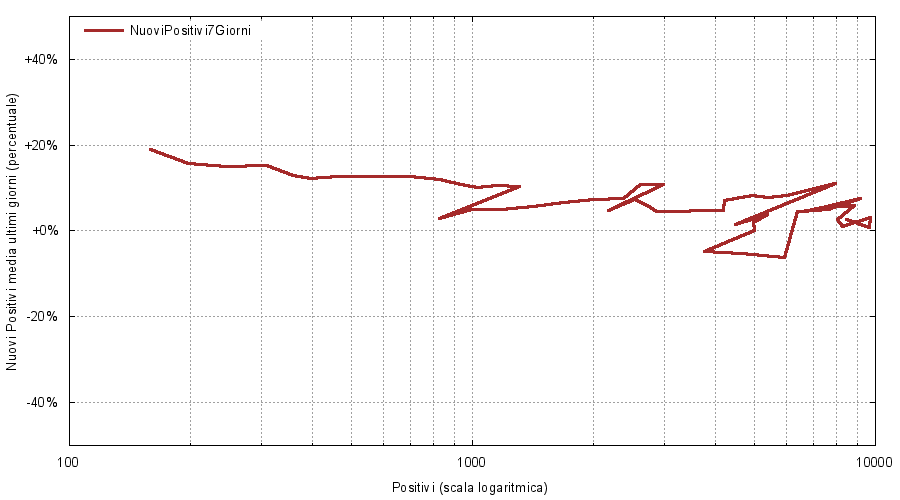 NuoviPositivi7Giorni
+40%
+20%
+0%
-20%
-40%
Nuovi Positivi media ultimi giorni (percentuale)
100
1000
10000
Positivi (scala logaritmica)